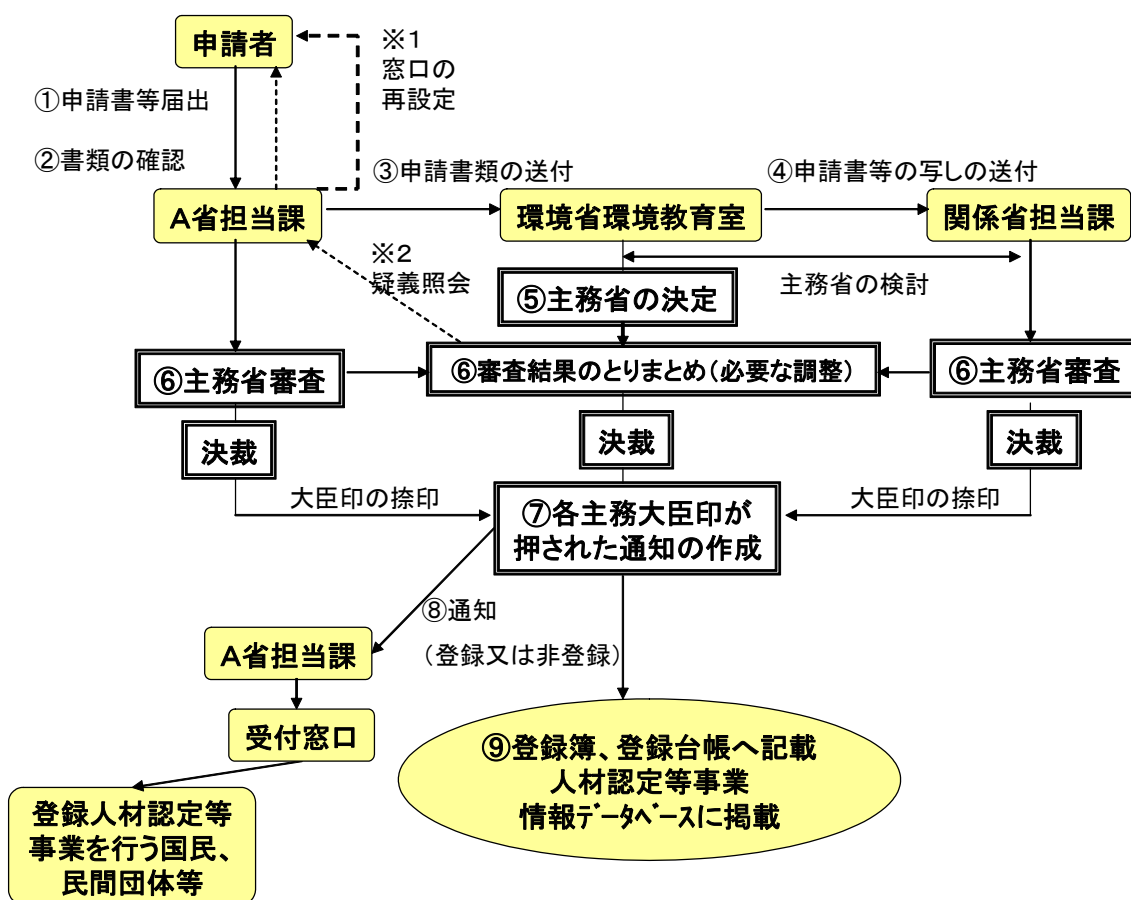 申請者
※1
窓口の
再設定
①申請書等届出
②書類の確認
③申請書類の送付
④申請書等の写しの送付
A省担当課
環境省環境教育室
関係省担当課
※2
疑義照会
主務省の検討
⑤主務省の決定
⑥主務省審査
⑥審査結果のとりまとめ(必要な調整)
⑥主務省審査
決裁
決裁
決裁
大臣印の捺印
大臣印の捺印
⑦各主務大臣印が
押された通知の作成
⑧通知
(登録又は非登録)
A省担当課
受付窓口
⑨登録簿、登録台帳へ記載
人材認定等事業
情報データベースに掲載
登録人材認定等
事業を行う国民、
民間団体等